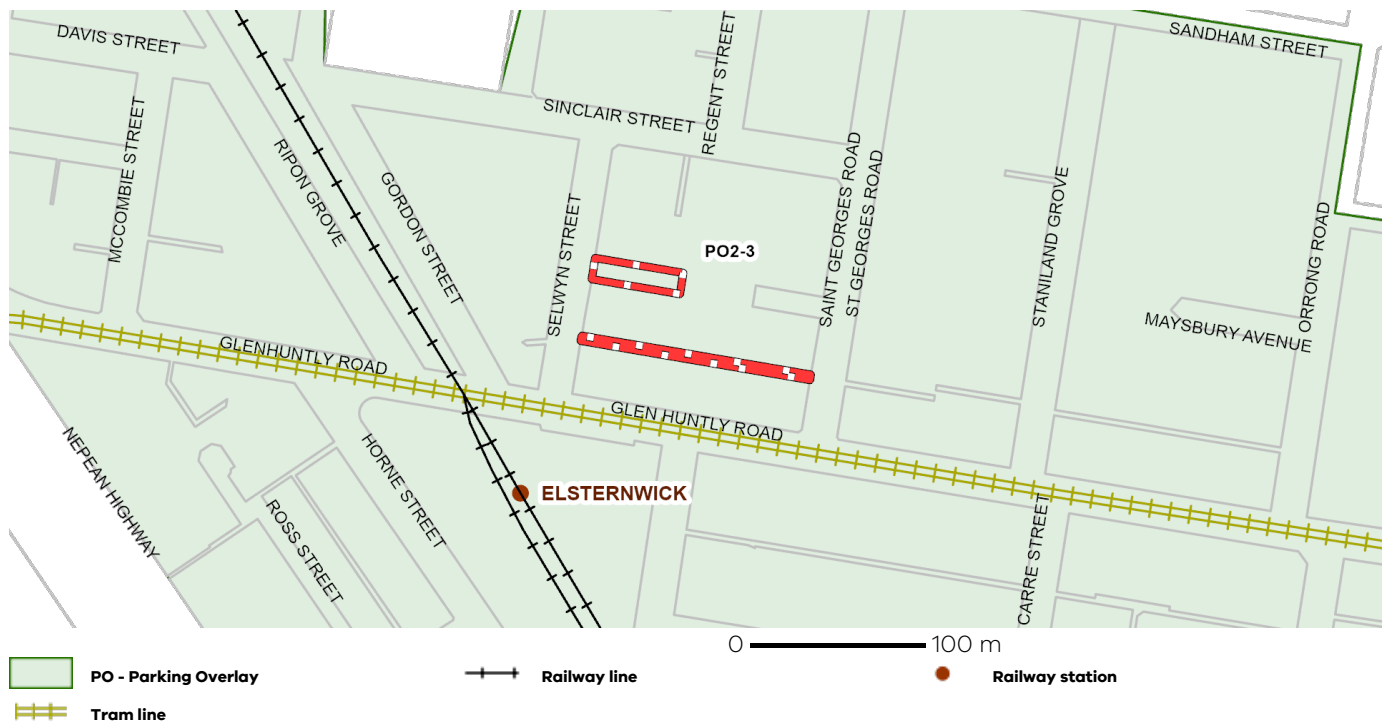 DAVIS STREET
SANDHAM STREET
SINCLAIR STREET
REGENT STREET
MCCOMBIE STREET
RIPON GROVE
GORDON STREET
SELWYN STREET
PO2-3
SAINT GEORGES ROAD
ST GEORGES ROAD
STANILAND GROVE
ORRONG ROAD
MAYSBURY AVENUE
GLENHUNTLY ROAD
GLEN HUNTLY ROAD
NEPEAN HIGHWAY
HORNE STREET
ROSS STREET
ELSTERNWICK
CARRE STREET
0 100 m
PO - Parking Overlay
Railway line
Railway station
Tram line